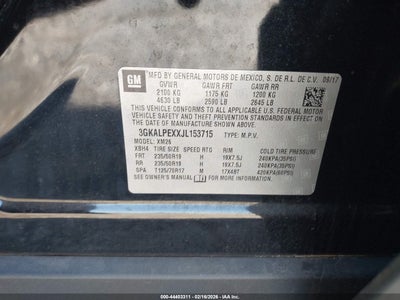 GM
MFD BY GENERAL MOTORS DE MEXICO, S. DE R.L. DE C.V. 09/17
GVWR GAWR FRT GAWR RR
2100 KG 1175 KG 1200 KG
4630 LB 2590 LB 2645 LB
THIS VEHICLE CONFORMS TO ALL APPLICABLE U.S. FEDERAL MOTOR
VEHICLE SAFETY, BUMPER, AND THEFT PREVENTION STANDARDS IN
EFFECT ON THE DATE OF MANUFACTURE SHOWN ABOVE.
3GKALPEXXJL153715 TYPE: M.P.V.
MODEL: XM26
XBH4 TIRE SIZE SPEED RTG RIM COLD TIRE PRESSURE
FRT 235/50R19 H 19X7.5J 240KPA(35PSI)
RR 235/50R19 H 19X7.5J 240KPA(35PSI)
SPA T125/70R17 M 17X4BT 420KPA(60PSI)
SEE OWNER'S MANUAL FOR ADDITIONAL INFORMATION
000-44403311 - 02/18/2026 - IAAI.COM